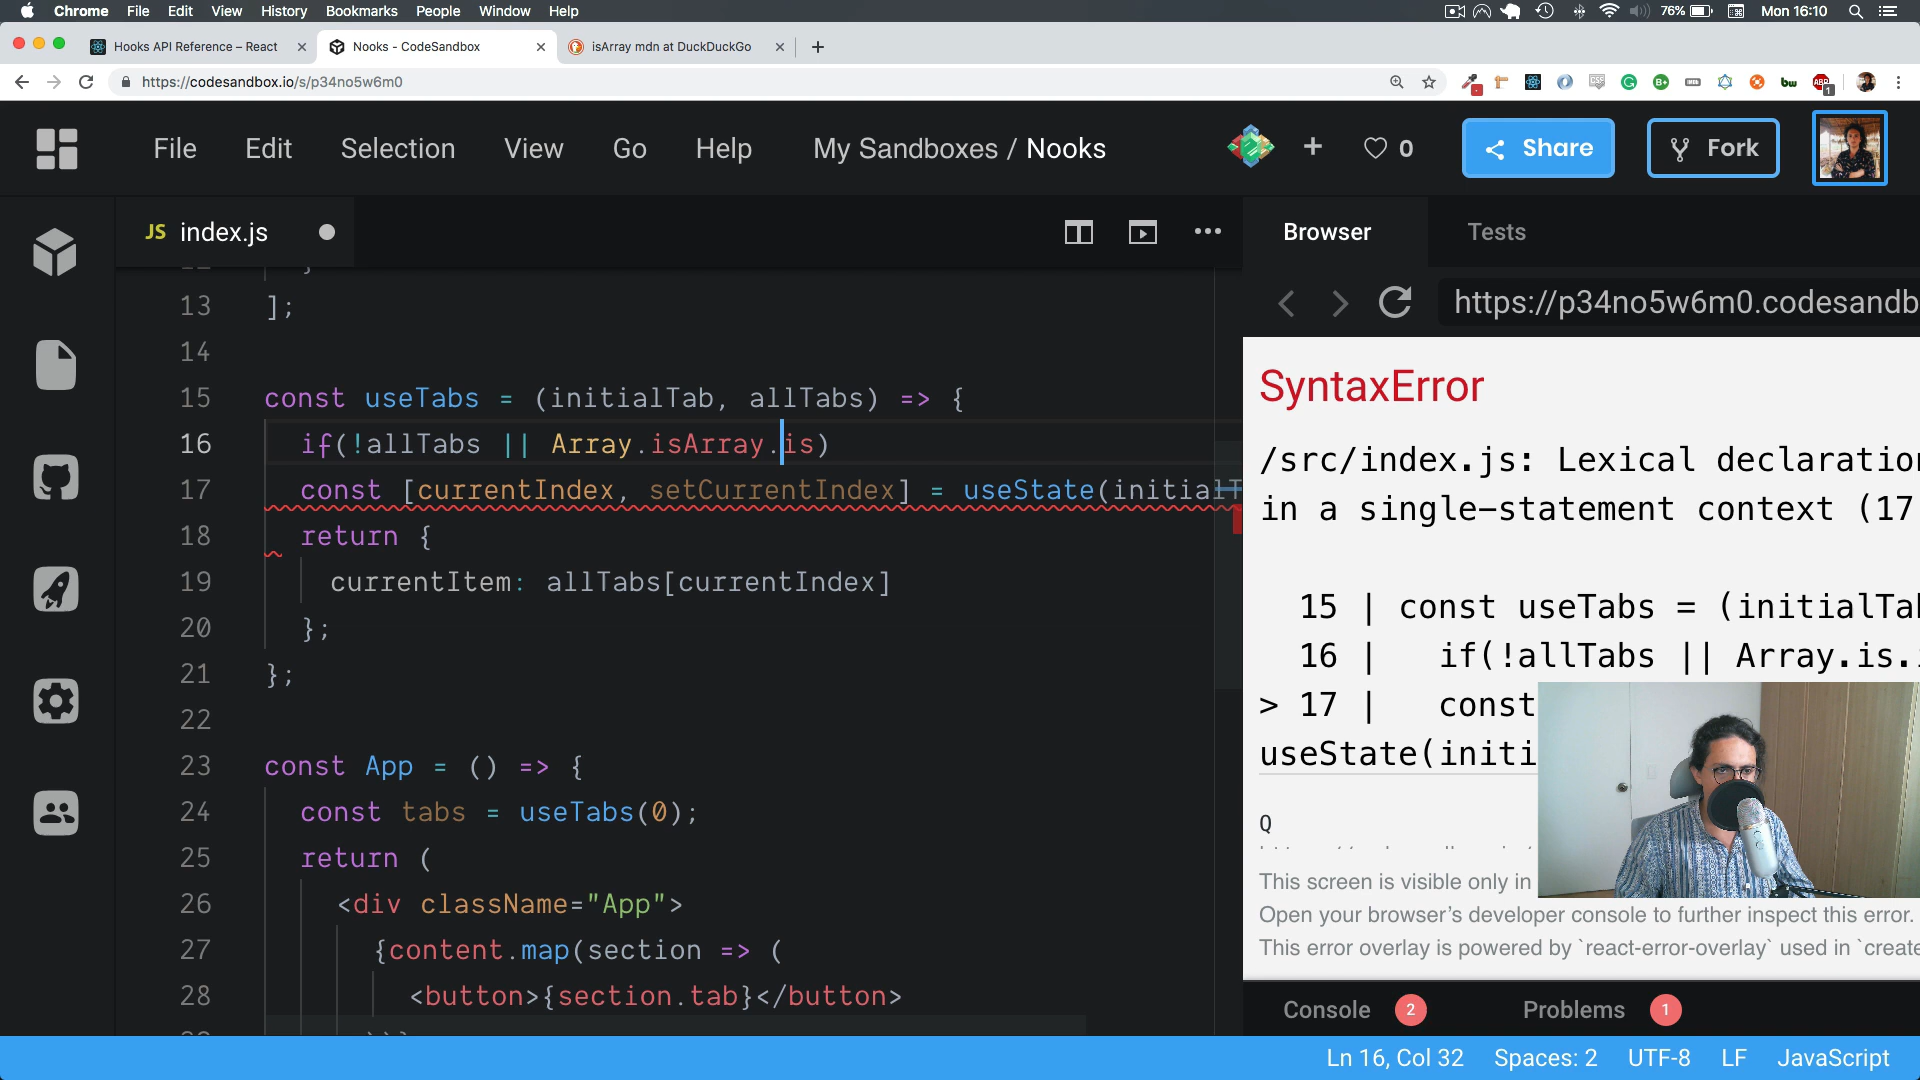 Chrome File Edit View History Bookmarks People Window Help 76% Mon 16:10
Hooks API Reference – React
Nooks - CodeSandbox
isArray mdn at DuckDuckGo
https://codesandbox.io/s/p34no5w6m0
File Edit Selection View Go Help My Sandboxes / Nooks 0 Share Fork
JS index.js
Browser Tests
https://p34no5w6m0.codesandb
13 ];
14
15 const useTabs = (initialTab, allTabs) => {
16 if(!allTabs || Array.isArray.is)
17 const [currentIndex, setCurrentIndex] = useState(initialT
18 return {
19 currentItem: allTabs[currentIndex]
20 };
21 };
22
23 const App = () => {
24 const tabs = useTabs(0);
25 return (
26 <div className="App">
27 {content.map(section => (
28 <button>{section.tab}</button>
SyntaxError
/src/index.js: Lexical declaration
in a single-statement context (17
15 | const useTabs = (initialTab
16 | if(!allTabs || Array.is.
> 17 | const
useState(initi
Q
This screen is visible only in
Open your browser's developer console to further inspect this error.
This error overlay is powered by `react-error-overlay` used in `create
Console 2 Problems 1
Ln 16, Col 32 Spaces: 2 UTF-8 LF JavaScript